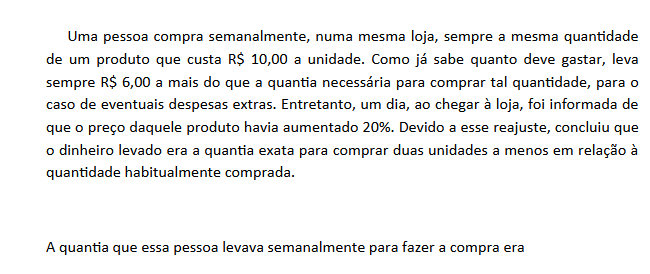 Uma pessoa compra semanalmente, numa mesma loja, sempre a mesma quantidade
de um produto que custa R$ 10,00 a unidade. Como já sabe quanto deve gastar, leva
sempre R$ 6,00 a mais do que a quantia necessária para comprar tal quantidade, para o
caso de eventuais despesas extras. Entretanto, um dia, ao chegar à loja, foi informada de
que o preço daquele produto havia aumentado 20%. Devido a esse reajuste, concluiu que
o dinheiro levado era a quantia exata para comprar duas unidades a menos em relação à
quantidade habitualmente comprada.
A quantia que essa pessoa levava semanalmente para fazer a compra era